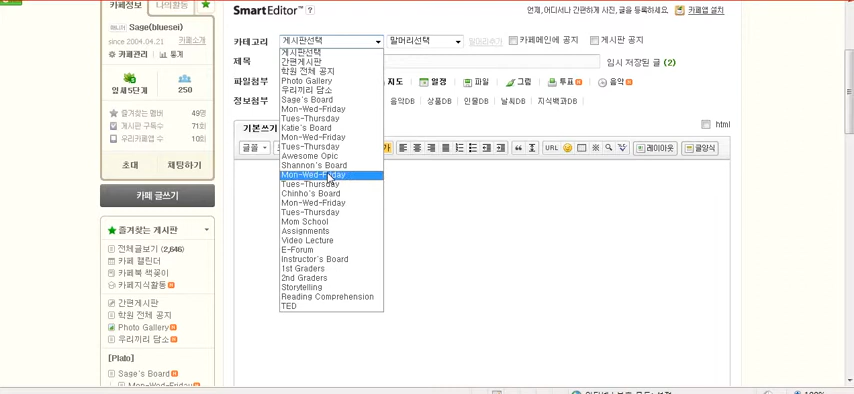 카페정보 나의활동
Sage(bluesei)
since 2004.04.21 카페소개
카페관리 통계
잎새5단계 250
즐겨찾는 멤버 49명
게시판 구독수 71회
우리카페앱 수 10회
초대 채팅하기
카페 글쓰기
즐겨찾는 게시판
전체글보기 (2,646)
카페 캘린더
카페북 책꽂이
카페지식활동
간편게시판
학원 전체 공지
Photo Gallery
우리끼리 담소
[Plato]
Sage's Board
Mon-Wed-Friday
SmartEditor™ ?
언제, 어디서나 간편하게 사진, 글을 등록하세요. 카페앱 설치
카테고리 게시판선택 말머리선택 말머리추가 카페메인에 공지 게시판 공지
제목 임시 저장된 글 (2)
파일첨부 지도 일정 파일 그림 투표 음악
정보첨부 음악DB 상품DB 인물DB 날씨DB 지식백과DB
기본쓰기 html
글꼴 가 URL 레이아웃 글양식
게시판선택
간편게시판
학원 전체 공지
Photo Gallery
우리끼리 담소
Sage's Board
Mon-Wed-Friday
Tues-Thursday
Katie's Board
Mon-Wed-Friday
Tues-Thursday
Awesome Opic
Shannon's Board
Mon-Wed-Friday
Tues-Thursday
Chinho's Board
Mon-Wed-Friday
Tues-Thursday
Mom School
Assignments
Video Lecture
E-Forum
Instructor's Board
1st Graders
2nd Graders
Storytelling
Reading Comprehension
TED